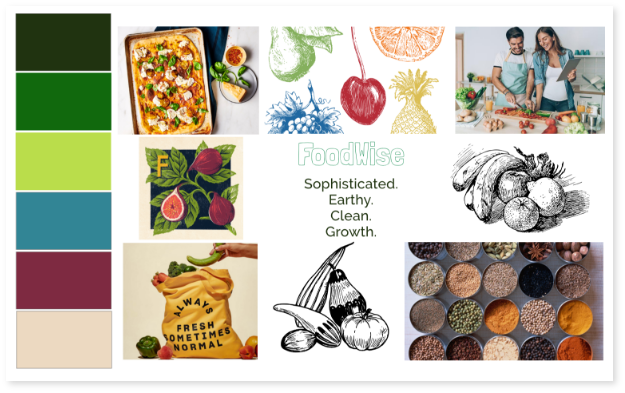 FoodWise
F
Sophisticated.
Earthy.
Clean.
Growth.
ALWAYS
FRESH
SOMETIMES
NORMAL